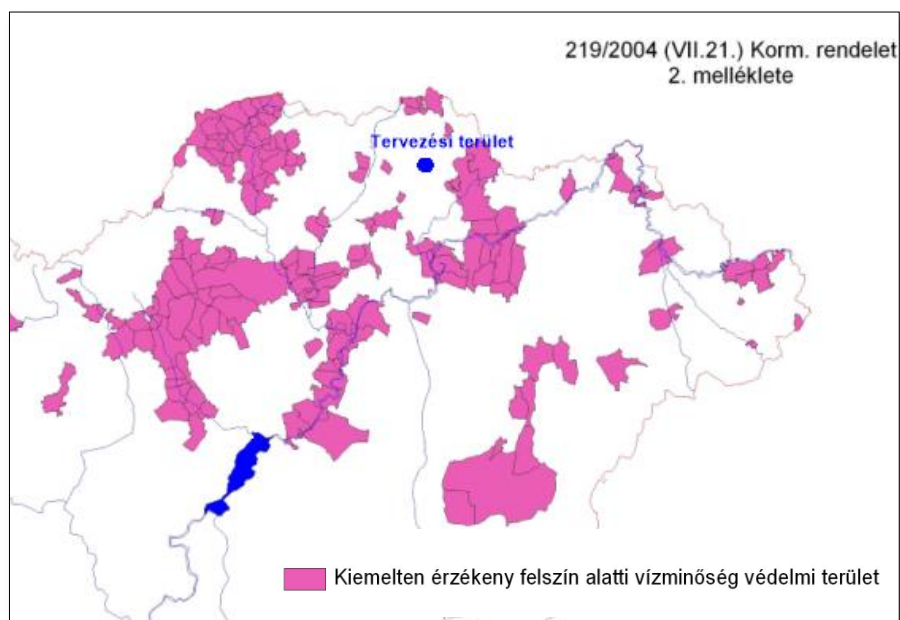 219/2004 (VII.21.) Korm. rendelet
2. melléklete
Tervezési terület
Kiemelten érzékeny felszín alatti vízminőség védelmi terület